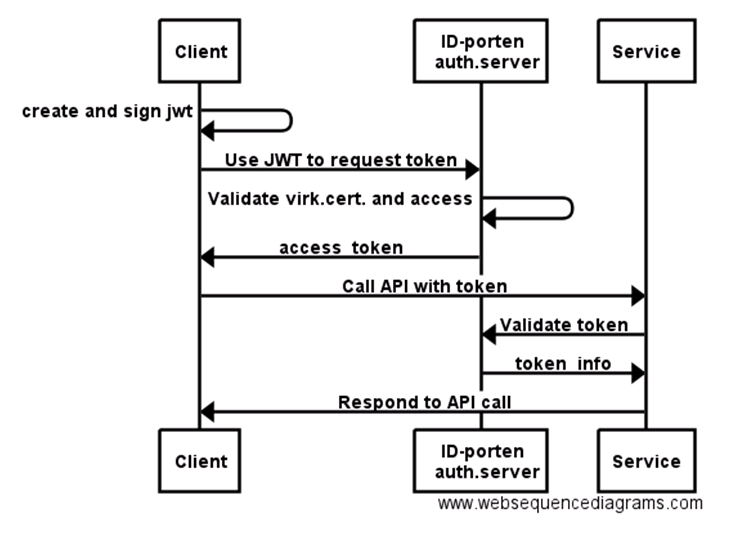 Client
ID-porten
auth.server
Service
create and sign jwt
Use JWT to request token
Validate virk.cert. and access
access_token
Call API with token
Validate token
token_info
Respond to API call
Client
ID-porten
auth.server
Service
www.websequencediagrams.com